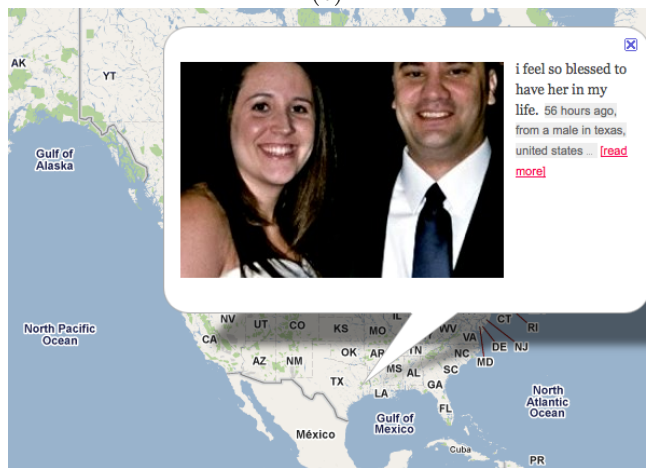 i feel so blessed to
have her in my
life. 56 hours ago,
from a male in texas,
united states ... [read
more]
AK
YT
Gulf of
Alaska
North Pacific
Ocean
NV
UT
CO
KS
MO
IL
WV
VA
CT
RI
NJ
DE
MD
CA
AZ
NM
OK
AR
TN
NC
SC
MS
AL
GA
TX
LA
FL
Gulf of
Mexico
México
North
Atlantic
Ocean
Cuba
PR